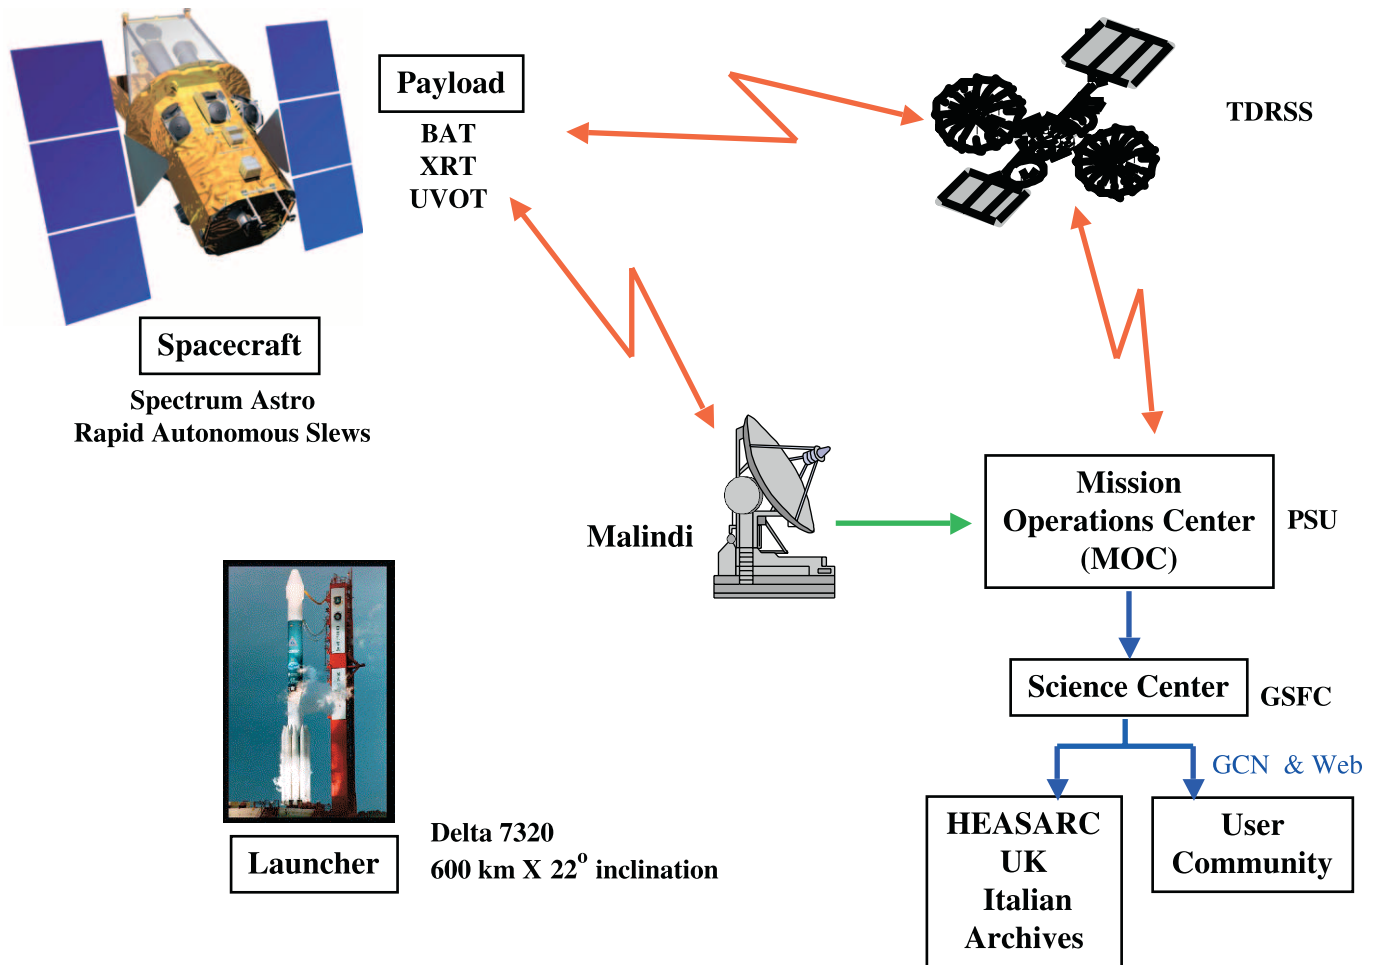 Payload
BAT
XRT
UVOT
TDRSS
Spacecraft
Spectrum Astro
Rapid Autonomous Slews
Malindi
Mission
Operations Center
(MOC)
PSU
Science Center
GSFC
GCN & Web
HEASARC
UK
Italian
Archives
User
Community
Launcher
Delta 7320
600 km X 22° inclination